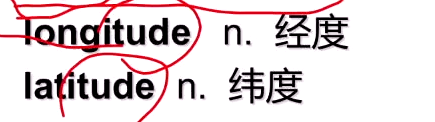 longitude n. 经度
latitude n. 纬度